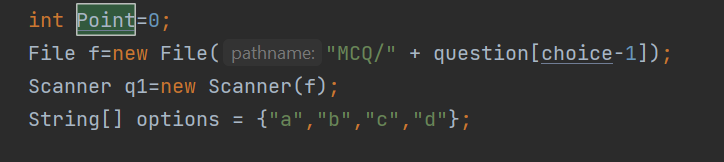 int Point=0;
File f=new File( pathname: "MCQ/" + question[choice-1]);
Scanner q1=new Scanner(f);
String[] options = {"a","b","c","d"};